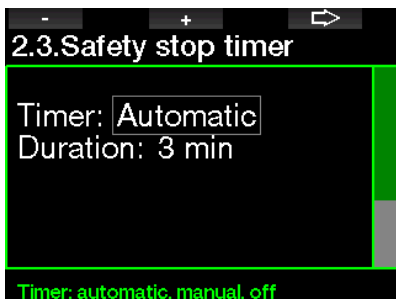 - +
2.3.Safety stop timer
Timer: Automatic
Duration: 3 min
Timer: automatic, manual, off